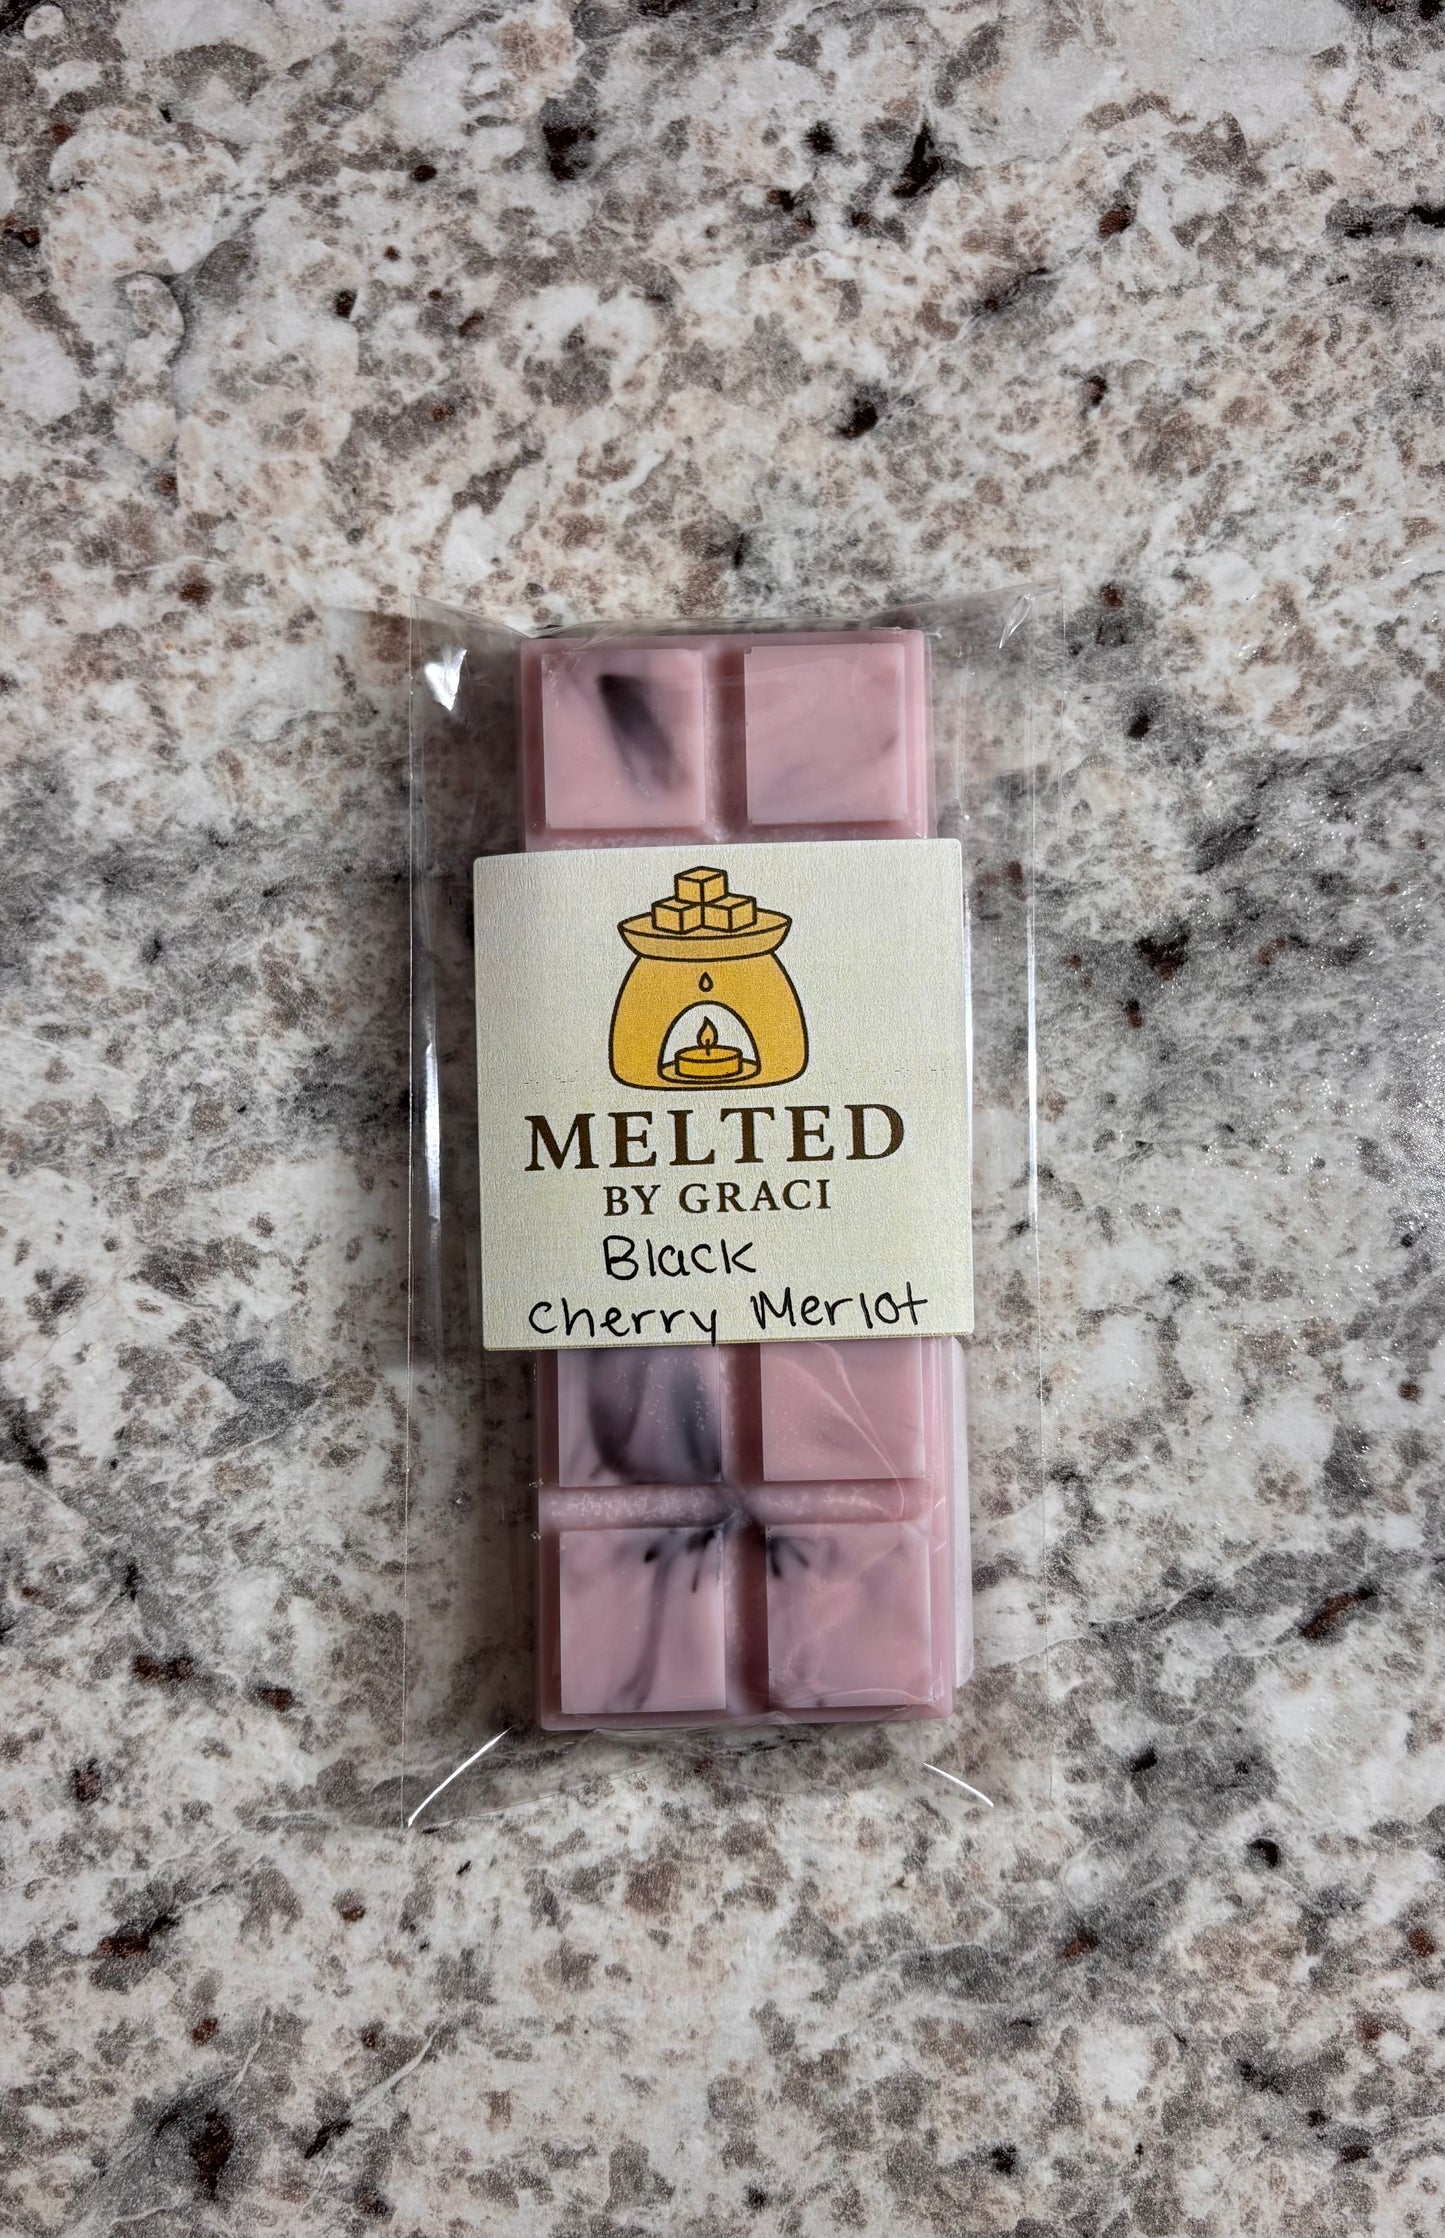 MELTED
BY GRACI
Black
Cherry Merlot